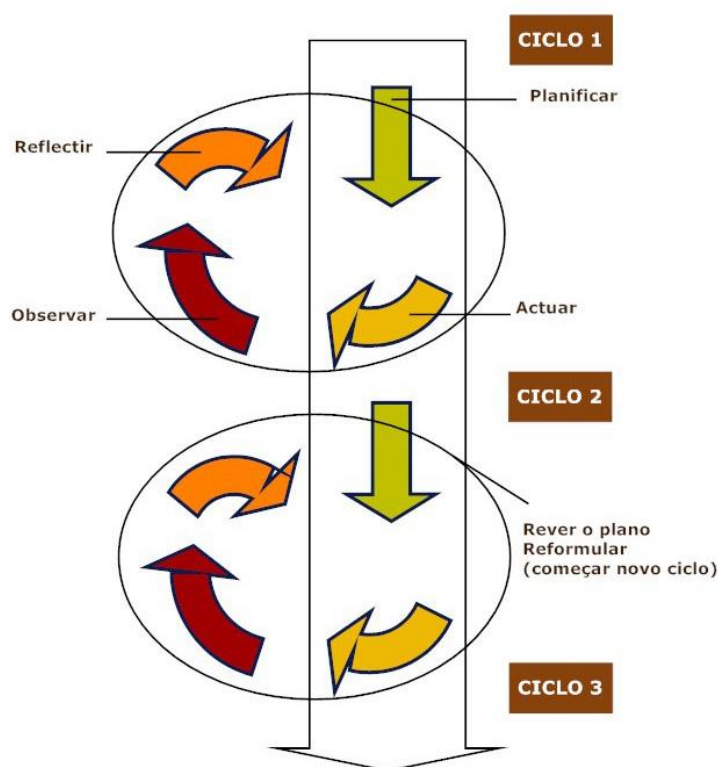 CICLO 1
Planificar
Reflectir
Observar
Actuar
CICLO 2
Rever o plano
Reformular
(começar novo ciclo)
CICLO 3